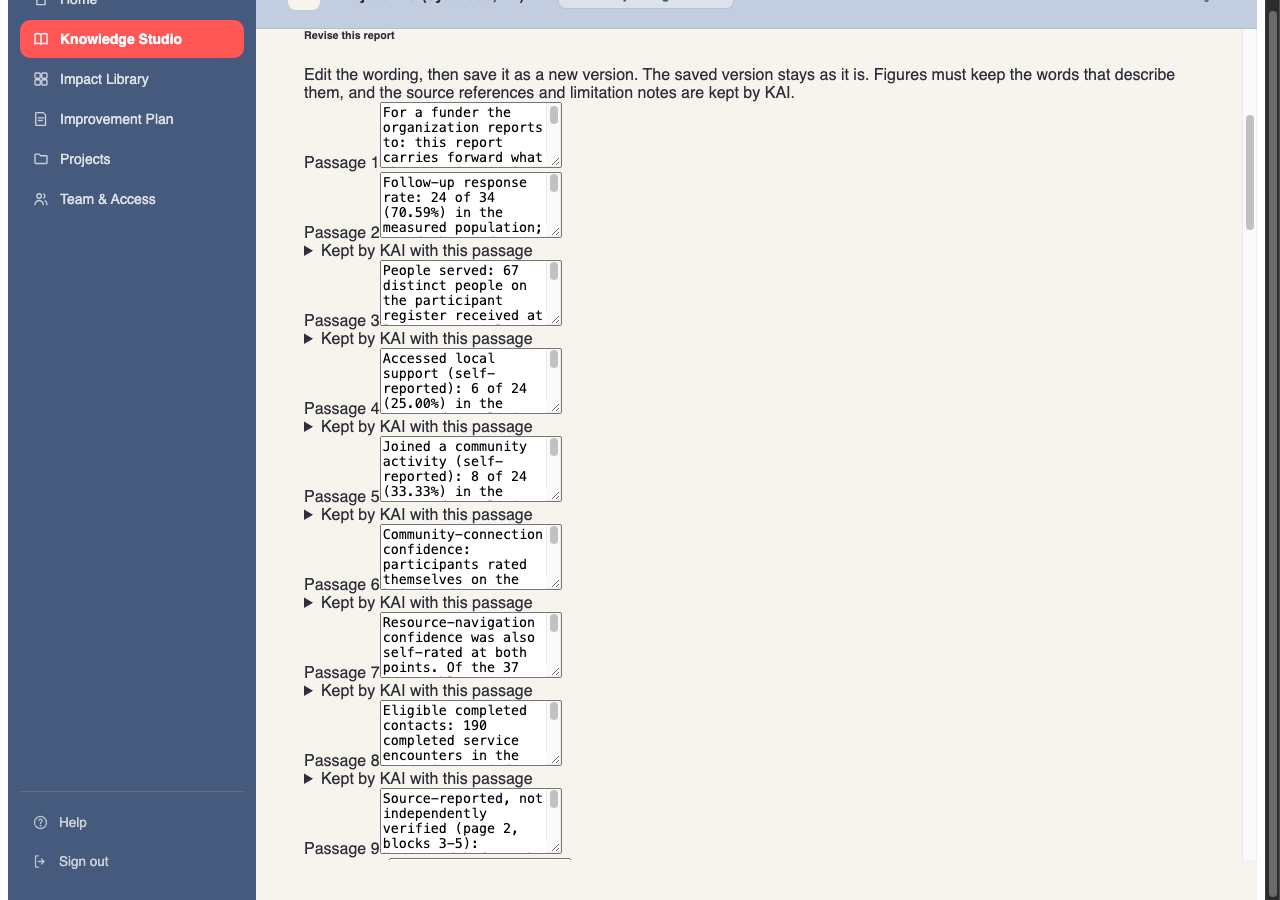 Home
Knowledge Studio
Impact Library
Improvement Plan
Projects
Team & Access
Help
Sign out
Revise this report
Edit the wording, then save it as a new version. The saved version stays as it is. Figures must keep the words that describe
them, and the source references and limitation notes are kept by KAI.
Passage 1
For a funder the
organization reports
to: this report
carries forward what
Passage 2
Follow-up response
rate: 24 of 34
(70.59%) in the
measured population;
Kept by KAI with this passage
Passage 3
People served: 67
distinct people on
the participant
register received at
Kept by KAI with this passage
Passage 4
Accessed local
support (self-
reported): 6 of 24
(25.00%) in the
Kept by KAI with this passage
Passage 5
Joined a community
activity (self-
reported): 8 of 24
(33.33%) in the
Kept by KAI with this passage
Passage 6
Community-connection
confidence:
participants rated
themselves on the
Kept by KAI with this passage
Passage 7
Resource-navigation
confidence was also
self-rated at both
points. Of the 37
Kept by KAI with this passage
Passage 8
Eligible completed
contacts: 190
completed service
encounters in the
Kept by KAI with this passage
Passage 9
Source-reported, not
independently
verified (page 2,
blocks 3-5):